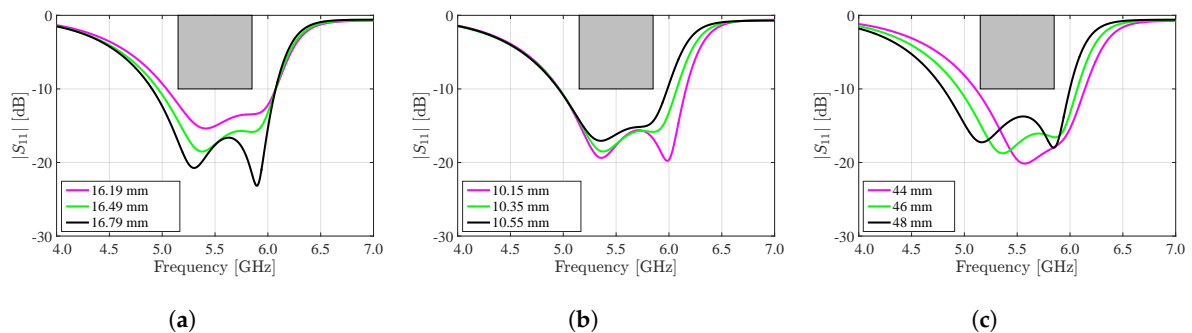 0
-10
-20
-30
|S11| [dB]
16.19 mm
16.49 mm
16.79 mm
4.0 4.5 5.0 5.5 6.0 6.5 7.0
Frequency [GHz]
(a)
0
-10
-20
-30
|S11| [dB]
10.15 mm
10.35 mm
10.55 mm
4.0 4.5 5.0 5.5 6.0 6.5 7.0
Frequency [GHz]
(b)
0
-10
-20
-30
|S11| [dB]
44 mm
46 mm
48 mm
4.0 4.5 5.0 5.5 6.0 6.5 7.0
Frequency [GHz]
(c)